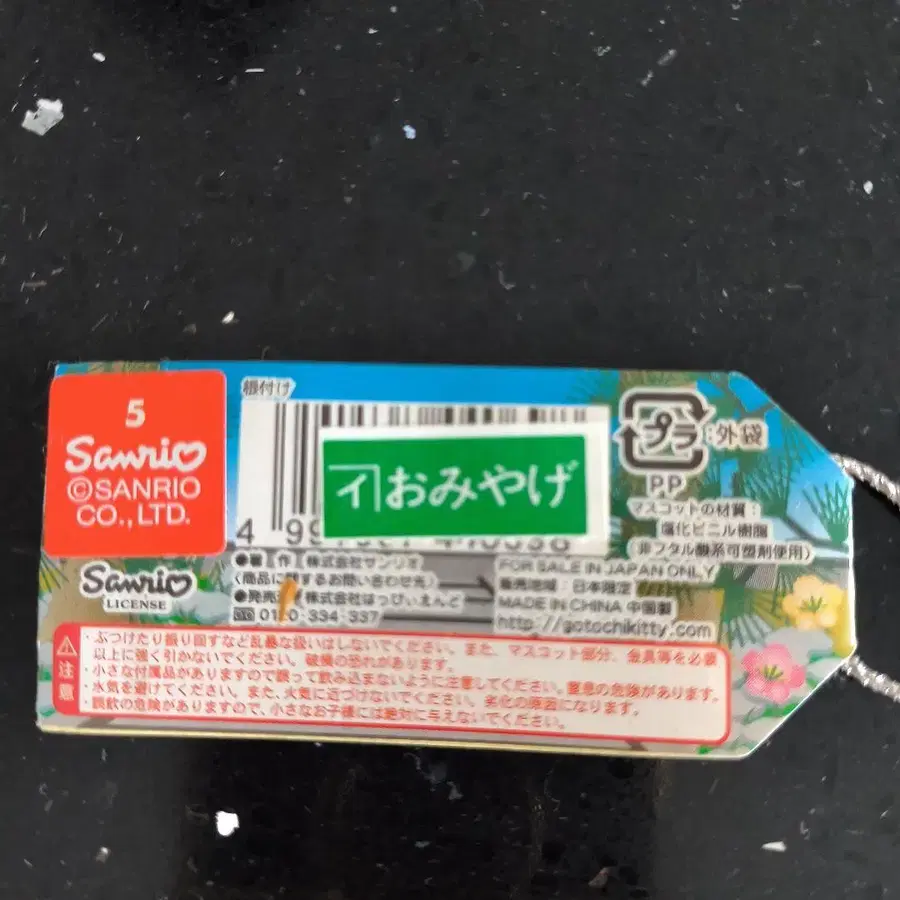 5
Sanrio
©SANRIO
CO., LTD.
Sanrio
LICENSE
根付け
イ おみやげ
4 99
プラ :外袋
PP
マスコットの材質:
塩化ビニル樹脂
(非フタル酸系可塑剤使用)
●著 作 株式会社サンリオ
(商品に関するお問い合わせ先)
●発売元 株式会社はっぴぃえんど
0120-334-337
FOR SALE IN JAPAN ONLY
販売地域:日本限定
MADE IN CHINA 中国製
http://gotochikitty.com
注意
・ぶつけたり振り回すなど乱暴な扱いはしないでください。また、マスコット部分、金具等を必要
以上に強く引かないでください。破損の恐れがあります。
・小さな付属品がありますので誤って飲み込まないように注意してください。窒息の危険があります。
・水気を避けてください。また、火気に近づけないでください。劣化の原因になります。
・誤飲の危険がありますので、小さなお子様には絶対に与えないでください。